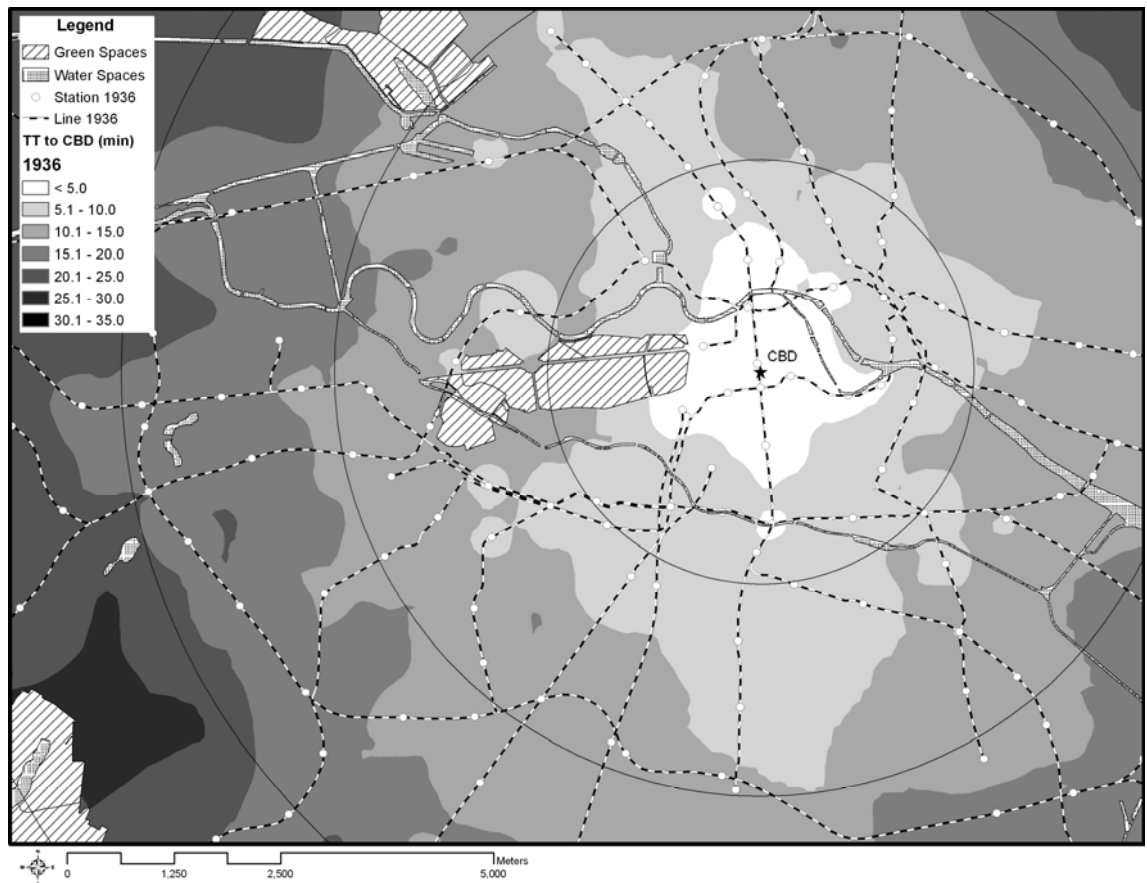 Legend
Green Spaces
Water Spaces
Station 1936
Line 1936
TT to CBD (min)
1936
< 5.0
5.1 - 10.0
10.1 - 15.0
15.1 - 20.0
20.1 - 25.0
25.1 - 30.0
30.1 - 35.0
CBD
N
W E
S
Meters
0 1,250 2,500 5,000